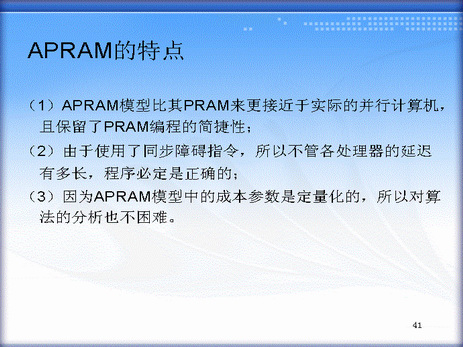 APRAM的特点
（1）APRAM模型比其PRAM来更接近于实际的并行计算机，
且保留了PRAM编程的简捷性；
（2）由于使用了同步障碍指令，所以不管各处理器的延迟
有多长，程序必定是正确的；
（3）因为APRAM模型中的成本参数是定量化的，所以对算
法的分析也不困难。
41